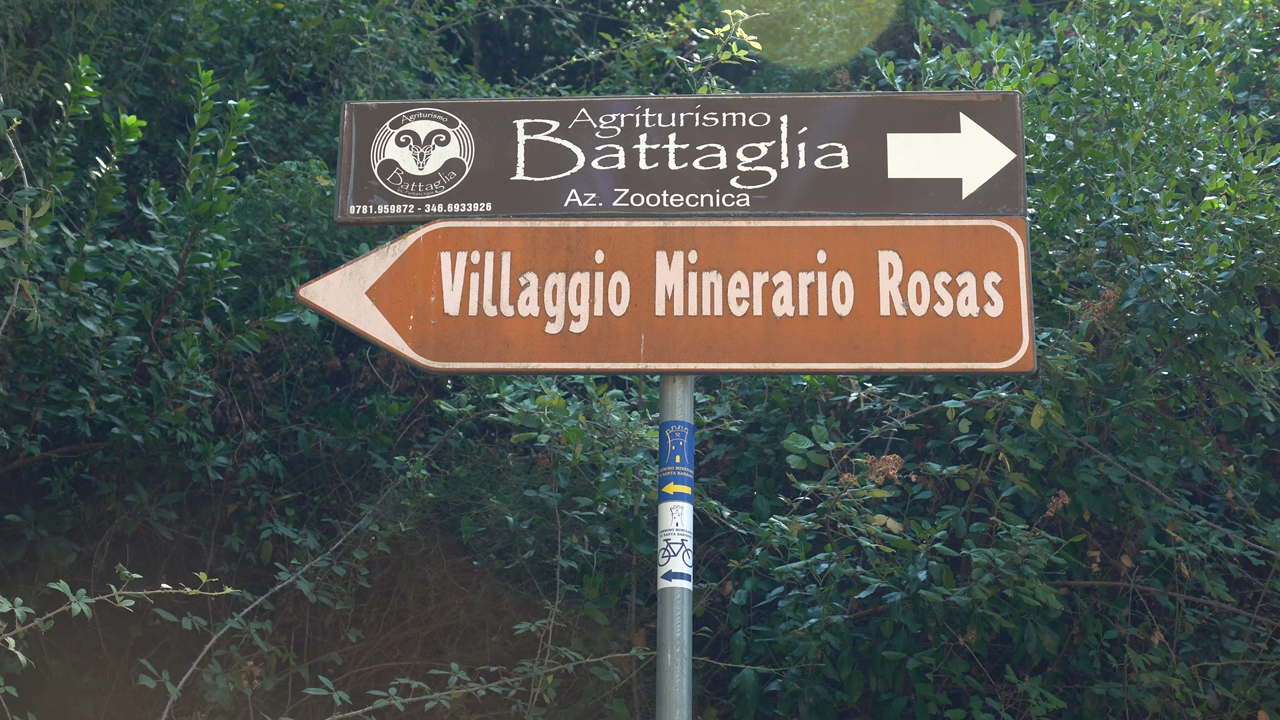 Agriturismo
Battaglia
0781.959872 - 346.6933926
Agriturismo
Battaglia
Az. Zootecnica
Villaggio Minerario Rosas